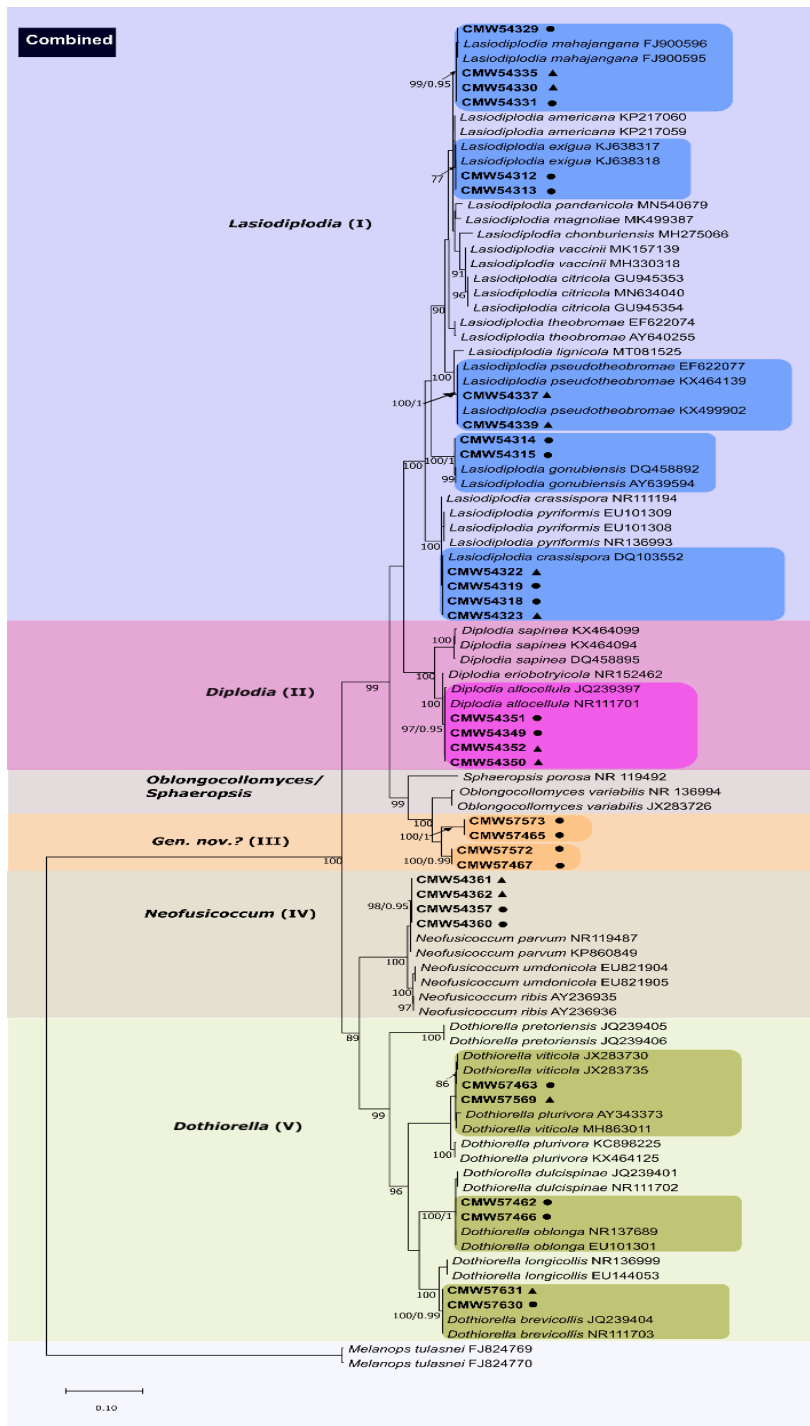 Combined
CMW54329 ●
Lasiodiplodia mahajangana FJ900596
Lasiodiplodia mahajangana FJ900595
99/0.95
CMW54335 ▲
CMW54330 ▲
CMW54331 ●
Lasiodiplodia americana KP217060
Lasiodiplodia americana KP217059
Lasiodiplodia exigua KJ638317
Lasiodiplodia exigua KJ638318
77
CMW54312 ●
CMW54313 ●
Lasiodiplodia pandanicola MN540679
Lasiodiplodia magnoliae MK499387
Lasiodiplodia (I)
Lasiodiplodia chonburiensis MH275066
Lasiodiplodia vaccinii MK157139
Lasiodiplodia vaccinii MH330318
91
Lasiodiplodia citricola GU945353
96
Lasiodiplodia citricola MN634040
Lasiodiplodia citricola GU945354
90
Lasiodiplodia theobromae EF622074
Lasiodiplodia theobromae AY640255
Lasiodiplodia lignicola MT081525
Lasiodiplodia pseudotheobromae EF622077
100
Lasiodiplodia pseudotheobromae KX464139
CMW54337 ▲
100/1
Lasiodiplodia pseudotheobromae KX499902
CMW54339 ▲
CMW54314 ●
CMW54315 ●
100/1
100
Lasiodiplodia gonubiensis DQ458892
99
Lasiodiplodia gonubiensis AY639594
Lasiodiplodia crassispora NR111194
Lasiodiplodia pyriformis EU101309
Lasiodiplodia pyriformis EU101308
Lasiodiplodia pyriformis NR136993
100
Lasiodiplodia crassispora DQ103552
CMW54322 ▲
CMW54319 ●
CMW54318 ●
CMW54323 ▲
Diplodia sapinea KX464099
100
Diplodia sapinea KX464094
Diplodia sapinea DQ458895
Diplodia eriobotryicola NR152462
99
Diplodia (II)
Diplodia allocellula JQ239397
100
Diplodia allocellula NR111701
CMW54351 ●
97/0.95
CMW54349 ●
CMW54352 ▲
CMW54350 ▲
Oblongocollomyces/
Sphaeropsis
Sphaeropsis porosa NR 119492
Oblongocollomyces variabilis NR 136994
99
Oblongocollomyces variabilis JX283726
100
CMW57573 ●
100/1
CMW57465 ●
Gen. nov.? (III)
CMW57572 ●
100/0.99
CMW57467 ●
100
CMW54361 ▲
CMW54362 ▲
98/0.95
CMW54357 ●
Neofusicoccum (IV)
CMW54360 ●
Neofusicoccum parvum NR119487
Neofusicoccum parvum KP860849
100
Neofusicoccum umdonicola EU821904
Neofusicoccum umdonicola EU821905
100
Neofusicoccum ribis AY236935
97
Neofusicoccum ribis AY236936
Dothiorella pretoriensis JQ239405
89
100
Dothiorella pretoriensis JQ239406
Dothiorella viticola JX283730
Dothiorella viticola JX283735
86
CMW57463 ●
CMW57569 ▲
99
Dothiorella plurivora AY343373
Dothiorella (V)
Dothiorella viticola MH863011
Dothiorella plurivora KC898225
100
Dothiorella plurivora KX464125
Dothiorella dulcispinae JQ239401
96
Dothiorella dulcispinae NR111702
CMW57462 ●
100/1
CMW57466 ●
Dothiorella oblonga NR137689
Dothiorella oblonga EU101301
Dothiorella longicollis NR136999
Dothiorella longicollis EU144053
100
CMW57631 ▲
CMW57630 ●
100/0.99
Dothiorella brevicollis JQ239404
Dothiorella brevicollis NR111703
Melanops tulasnei FJ824769
Melanops tulasnei FJ824770
0.10